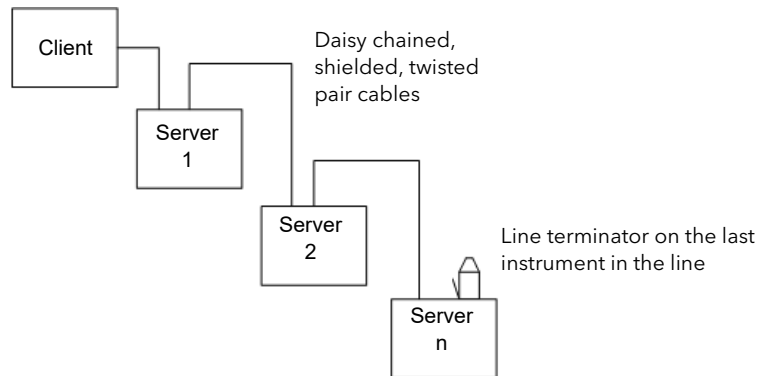 Client
Daisy chained,
shielded, twisted
pair cables
Server
1
Server
2
Line terminator on the last
instrument in the line
Server
n